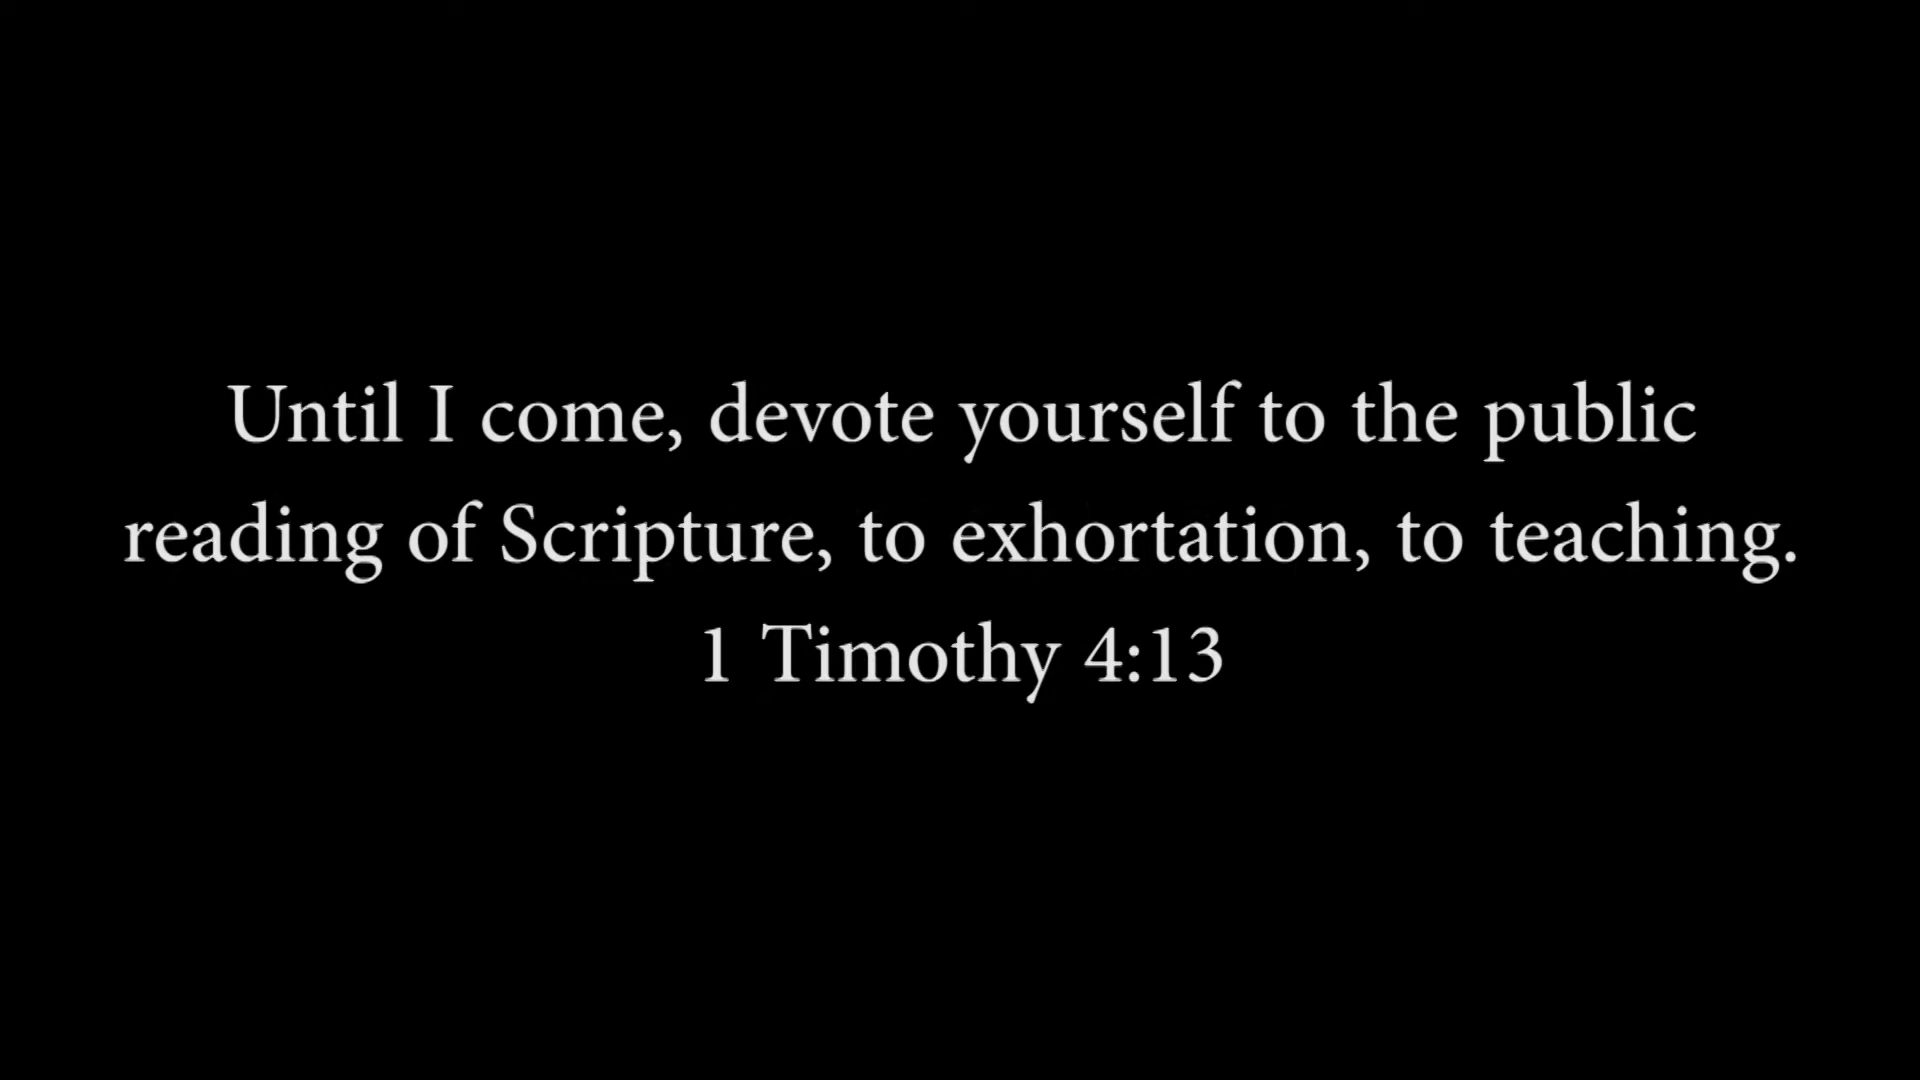 Until I come, devote yourself to the public
reading of Scripture, to exhortation, to teaching.
1 Timothy 4:13